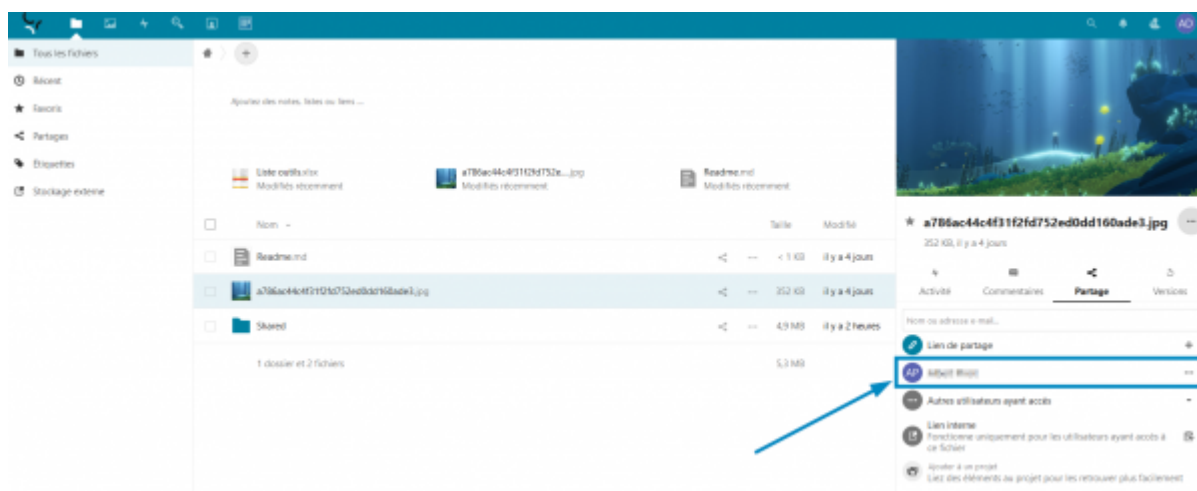 AD
Tous les fichiers
Récent
Favoris
Partages
Étiquettes
Stockage externe
Ajoutez des notes, listes ou liens ...
Liste outils.xlsx
Modifiés récemment
Modifiés récemment
Readme.md
Modifiés récemment
Nom
Taille
Modifié
Readme.md
< 1 KB
il y a 4 jours
a786ac44c4f31f2fd752ed0dd160ade3.jpg
352 KB
il y a 4 jours
Shared
4,9 MB
il y a 2 heures
1 dossier et 2 fichiers
5,3 MB
a786ac44c4f31f2fd752ed0dd160ade3.jpg
352 KB, il y a 4 jours
Activité
Commentaires
Partage
Versions
Nom ou adresse e-mail...
Lien de partage
AP
Autres utilisateurs ayant accès
Lien interne
Fonctionne uniquement pour les utilisateurs ayant accès à
ce fichier
Ajouter à un projet
Liez des éléments au projet pour les retrouver plus facilement